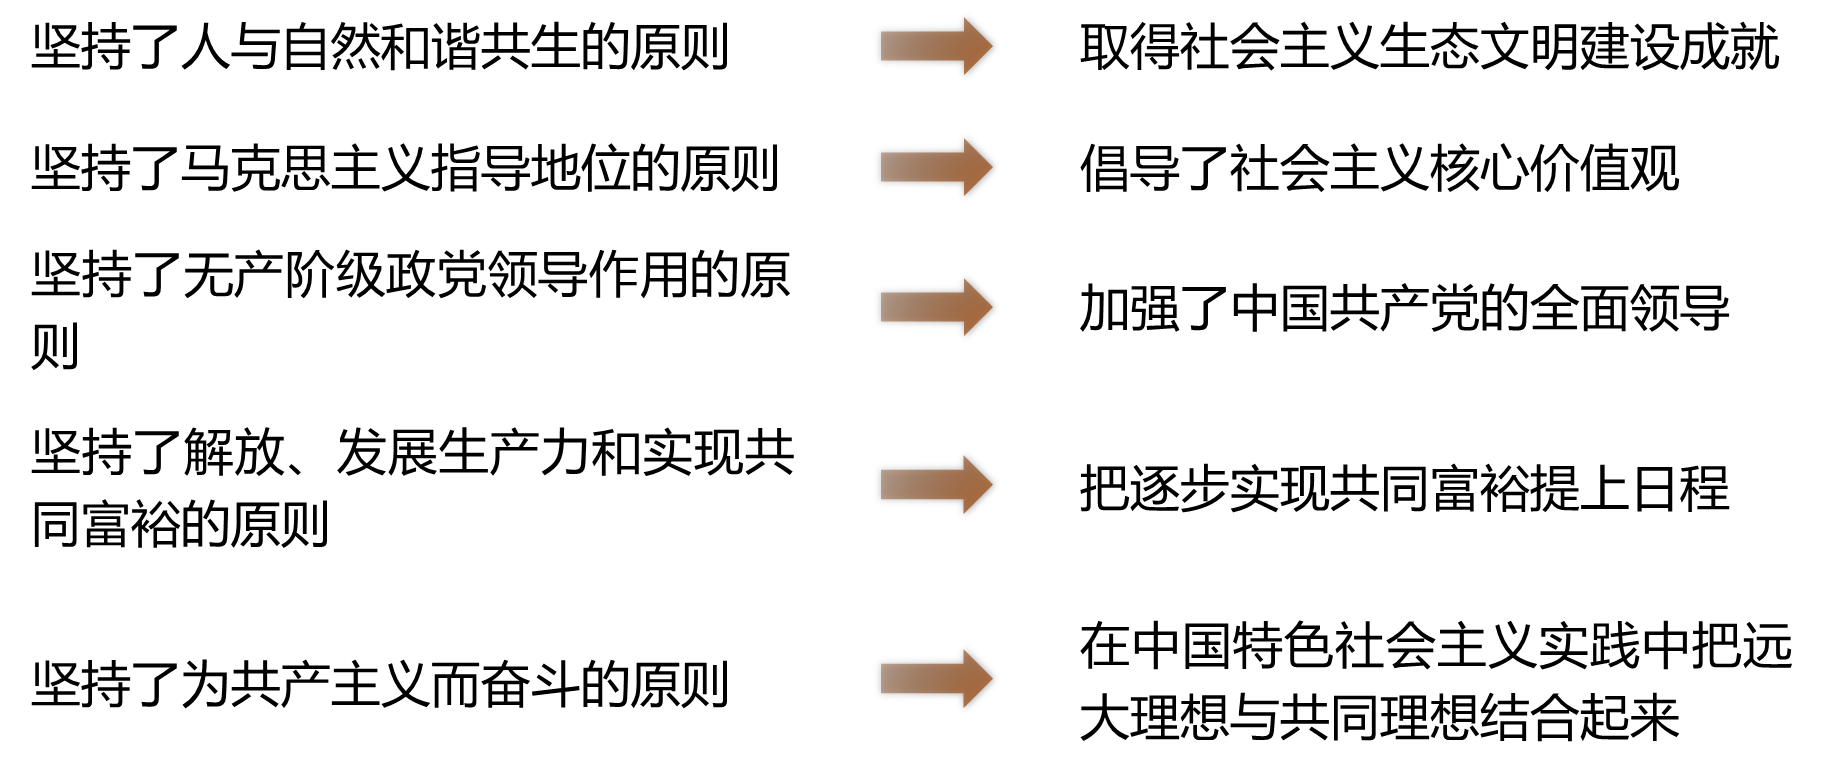 坚持了人与自然和谐共生的原则
取得社会主义生态文明建设成就
坚持了马克思主义指导地位的原则
倡导了社会主义核心价值观
坚持了无产阶级政党领导作用的原
则
加强了中国共产党的全面领导
坚持了解放、发展生产力和实现共
同富裕的原则
把逐步实现共同富裕提上日程
坚持了为共产主义而奋斗的原则
在中国特色社会主义实践中把远
大理想与共同理想结合起来